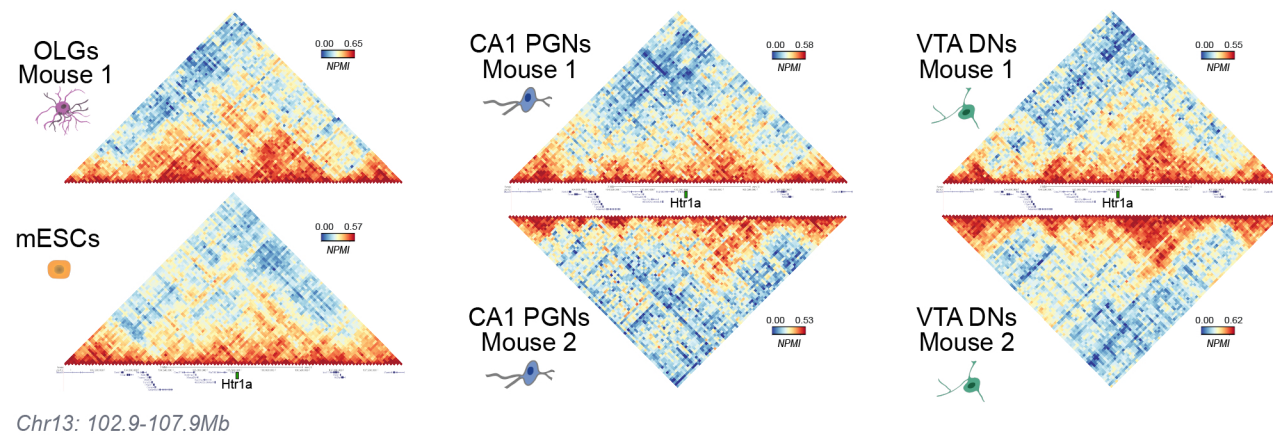 OLGs
Mouse 1
0.00 0.65
NPMI
CA1 PGNs
Mouse 1
0.00 0.58
NPMI
VTA DNs
Mouse 1
0.00 0.55
NPMI
Htr1a
Htr1a
mESCs
0.00 0.57
NPMI
CA1 PGNs
Mouse 2
0.00 0.53
NPMI
VTA DNs
Mouse 2
0.00 0.62
NPMI
Htr1a
Chr13: 102.9-107.9Mb